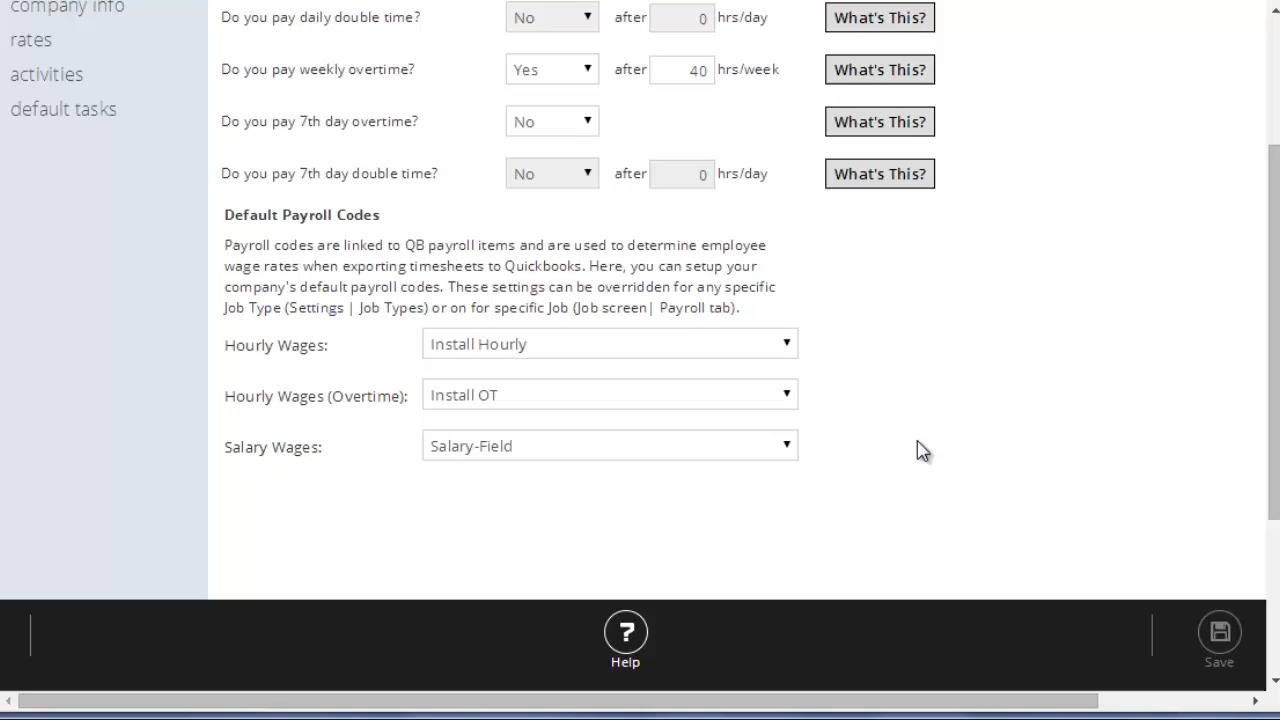 company info
rates
activities
default tasks
Do you pay daily double time? No after 0 hrs/day What's This?
Do you pay weekly overtime? Yes after 40 hrs/week What's This?
Do you pay 7th day overtime? No What's This?
Do you pay 7th day double time? No after 0 hrs/day What's This?
Default Payroll Codes
Payroll codes are linked to QB payroll items and are used to determine employee
wage rates when exporting timesheets to Quickbooks. Here, you can setup your
company's default payroll codes. These settings can be overridden for any specific
Job Type (Settings | Job Types) or on for specific Job (Job screen| Payroll tab).
Hourly Wages: Install Hourly
Hourly Wages (Overtime): Install OT
Salary Wages: Salary-Field
?
Help
Save